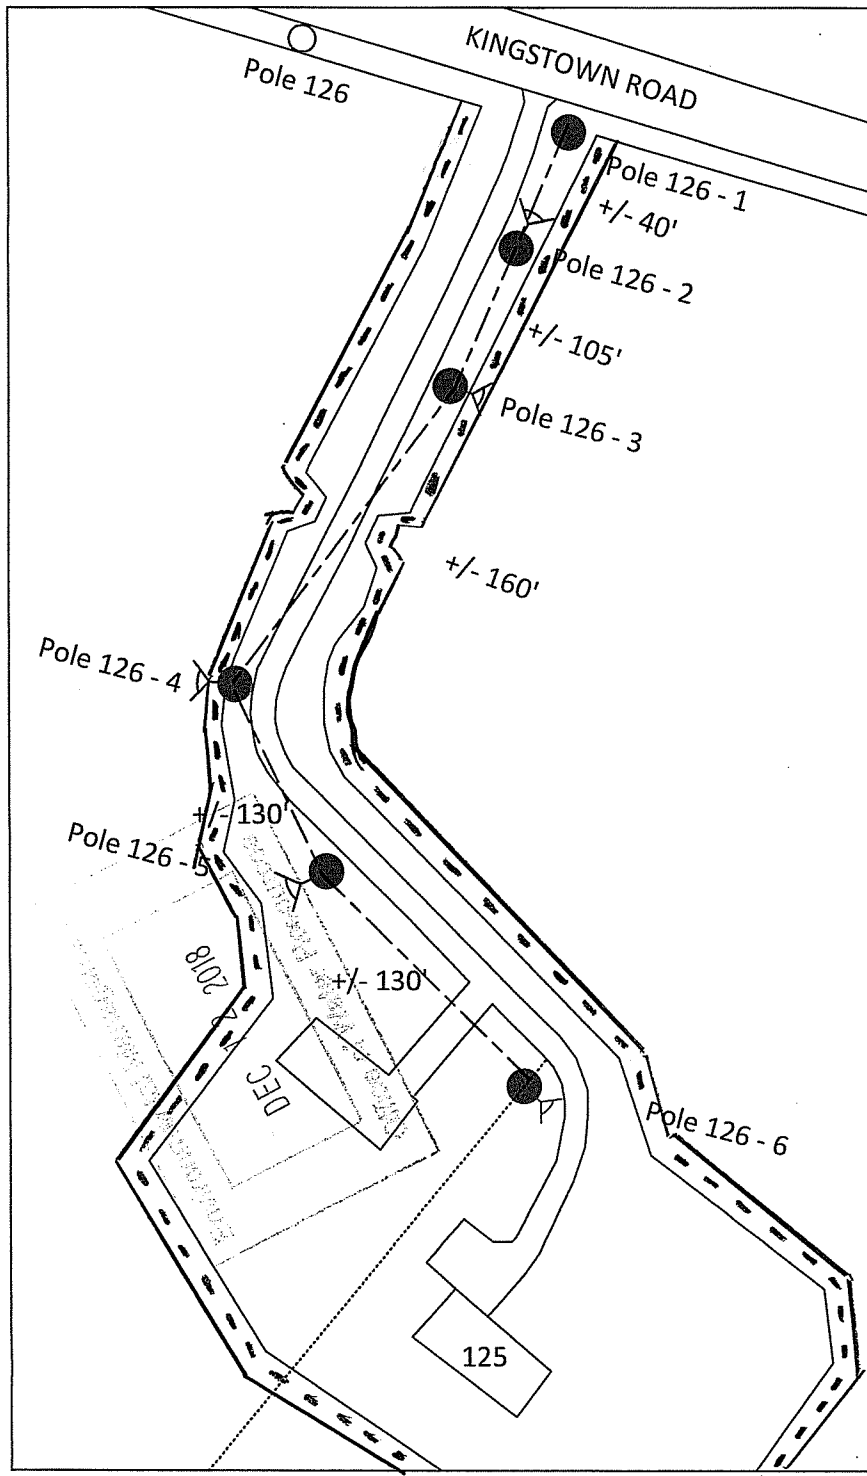 KINGSTOWN ROAD
Pole 126
Pole 126 - 1
+/- 40'
Pole 126 - 2
+/- 105'
Pole 126 - 3
+/- 160'
Pole 126 - 4
+ - 130'
Pole 126 - 5
+/- 130'
2018
DEC
Pole 126 - 6
125